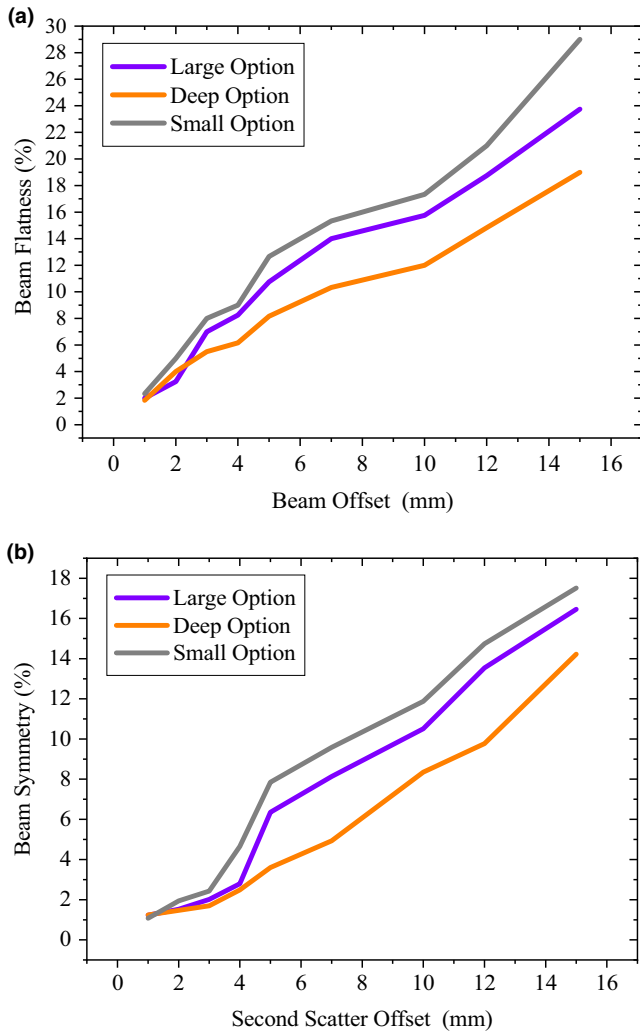 (a)
30
28
26
24
22
20
18
16
14
12
10
8
6
4
2
0
Beam Flatness (%)
Large Option
Deep Option
Small Option
0 2 4 6 8 10 12 14 16
Beam Offset (mm)
(b)
18
16
14
12
10
8
6
4
2
0
Beam Symmetry (%)
Large Option
Deep Option
Small Option
0 2 4 6 8 10 12 14 16
Second Scatter Offset (mm)